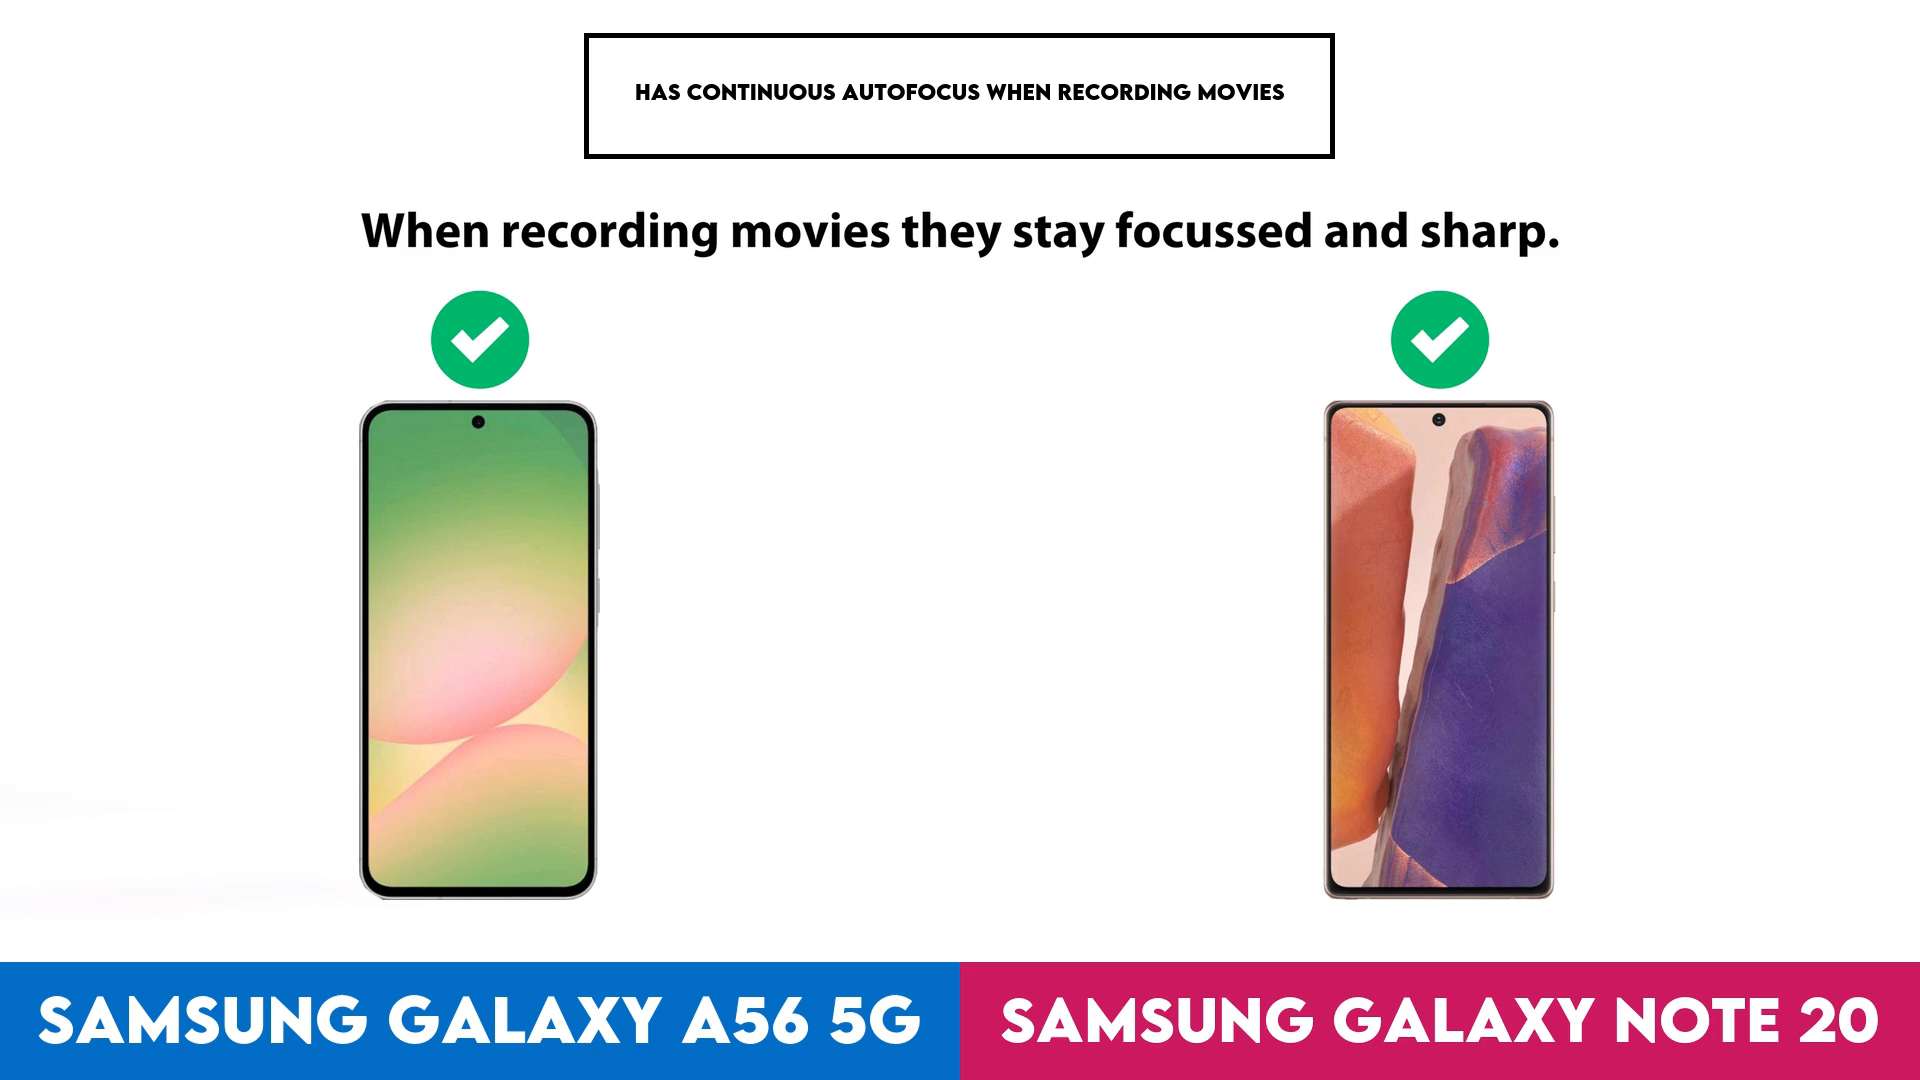 HAS CONTINUOUS AUTOFOCUS WHEN RECORDING MOVIES
When recording movies they stay focussed and sharp.
SAMSUNG GALAXY A56 5G
SAMSUNG GALAXY NOTE 20